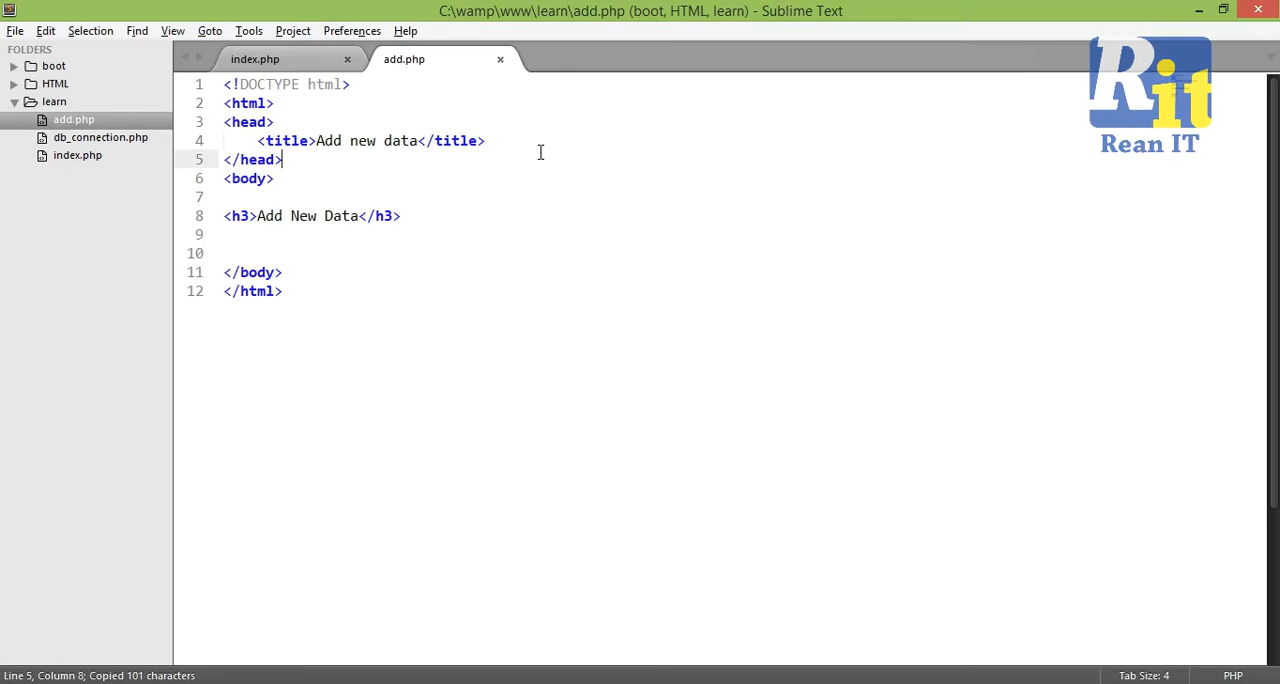 C:\wamp\www\learn\add.php (boot, HTML, learn) - Sublime Text
File Edit Selection Find View Goto Tools Project Preferences Help
FOLDERS
boot
HTML
learn
add.php
db_connection.php
index.php
index.php × add.php ×
1 <!DOCTYPE html>
2 <html>
3 <head>
4 <title>Add new data</title>
5 </head>
6 <body>
7
8 <h3>Add New Data</h3>
9
10
11 </body>
12 </html>
Rit
Rean IT
Line 5, Column 8; Copied 101 characters
Tab Size: 4 PHP